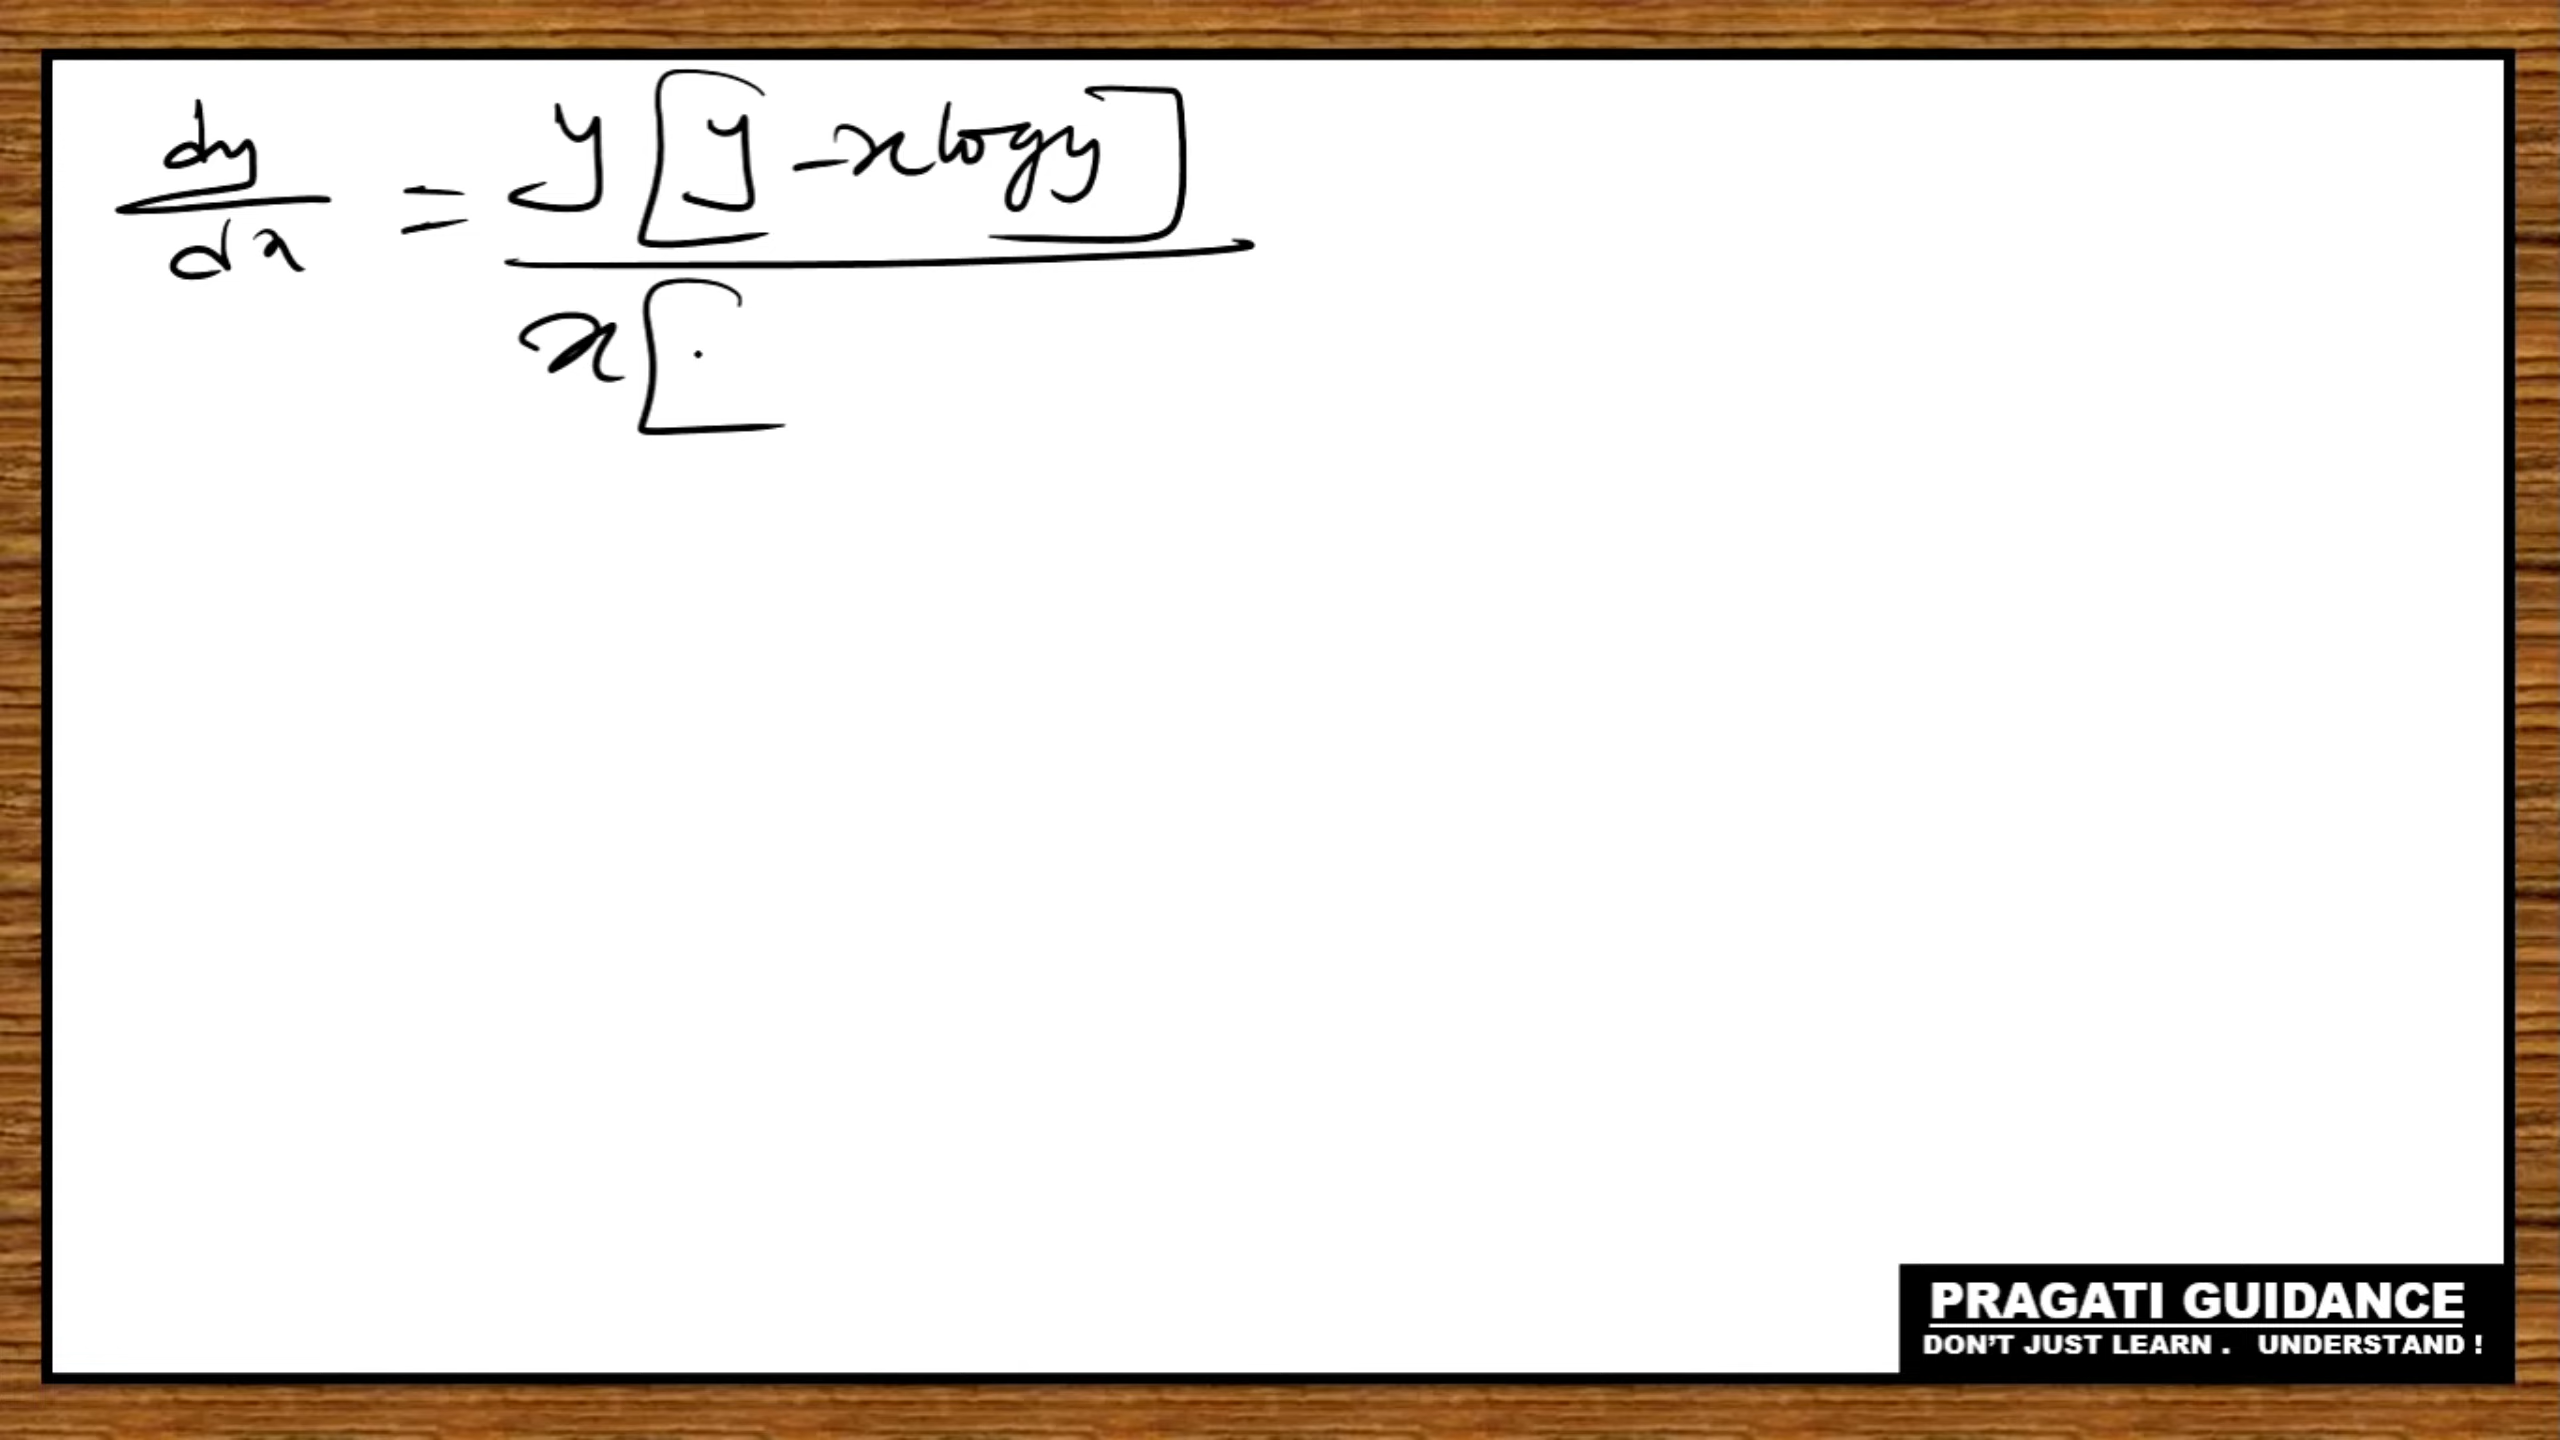 dy/dx = y[y - x log y] / x[
PRAGATI GUIDANCE
DON'T JUST LEARN . UNDERSTAND !